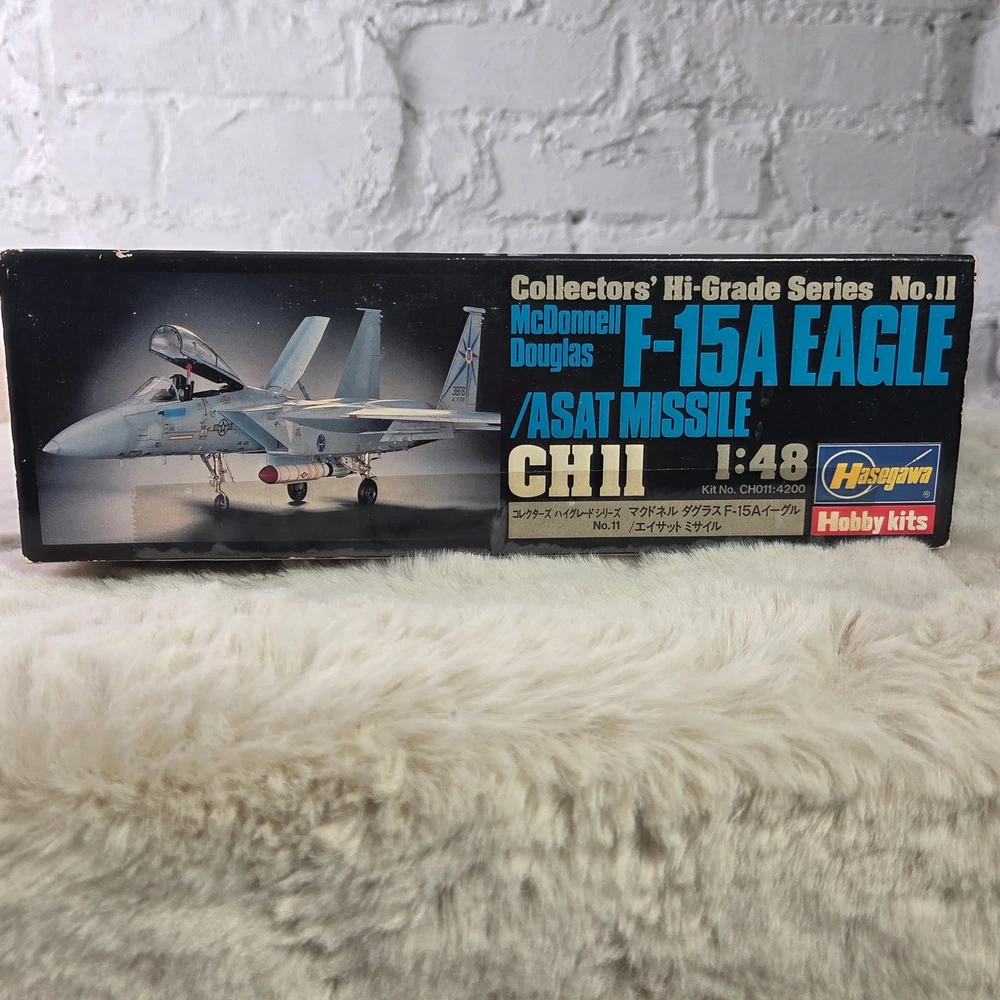 Collectors' Hi-Grade Series No.11
McDonnell
Douglas
F-15A EAGLE
/ASAT MISSILE
CH11
1:48
Kit No. CH011:4200
コレクターズ ハイグレードシリーズ マクドネル ダグラス F-15Aイーグル
No.11 /エイサット ミサイル
Hasegawa
®
Hobby kits